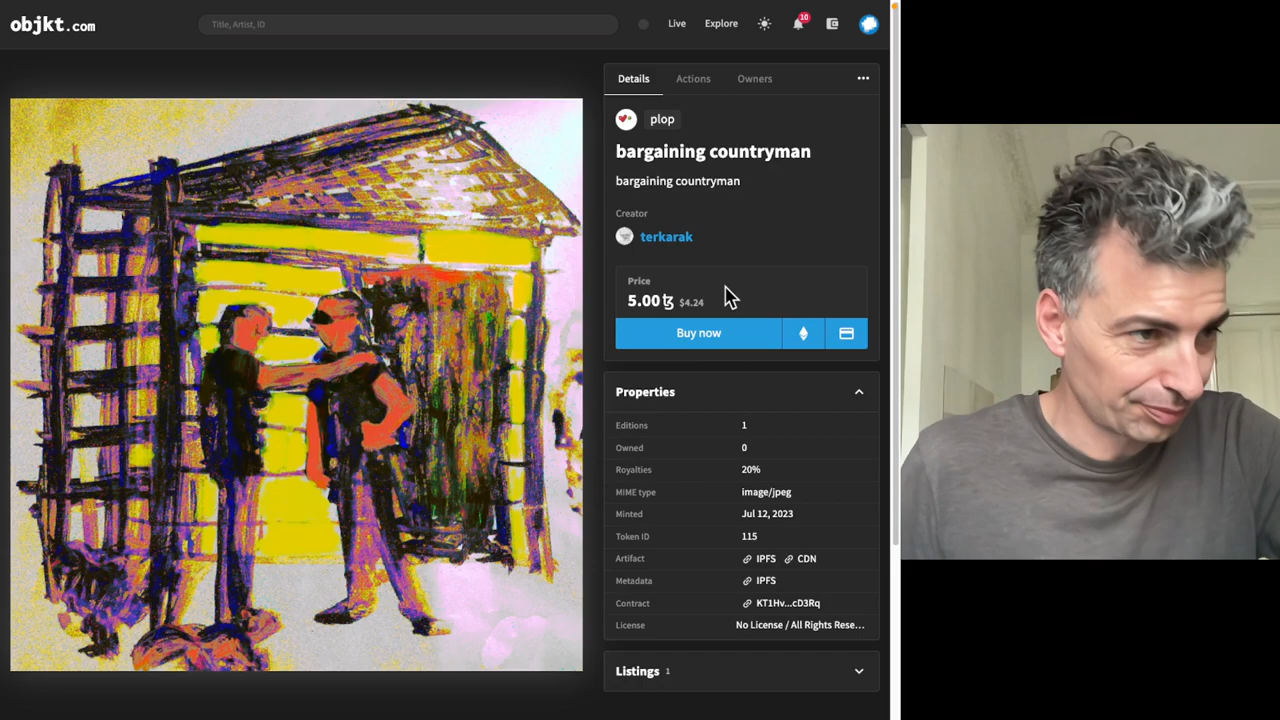 objkt.com
Title, Artist, ID
Live
Explore
10
Details
Actions
Owners
plop
bargaining countryman
bargaining countryman
Creator
terkarak
Price
5.00 ꜩ $4.24
Buy now
Properties
Editions 1
Owned 0
Royalties 20%
MIME type image/jpeg
Minted Jul 12, 2023
Token ID 115
Artifact IPFS CDN
Metadata IPFS
Contract KT1Hv...cD3Rq
License No License / All Rights Rese...
Listings 1